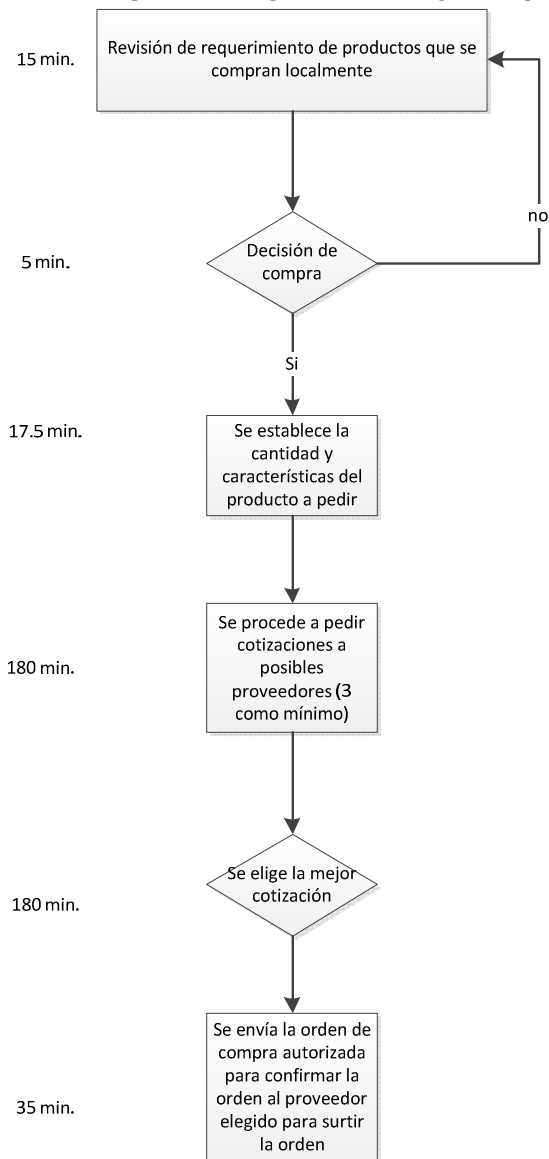 15 min.
Revisión de requerimiento de productos que se
compran localmente
no
5 min.
Decisión de
compra
Si
17.5 min.
Se establece la
cantidad y
características del
producto a pedir
180 min.
Se procede a pedir
cotizaciones a
posibles
proveedores (3
como mínimo)
180 min.
Se elige la mejor
cotización
35 min.
Se envía la orden de
compra autorizada
para confirmar la
orden al proveedor
elegido para surtir
la orden